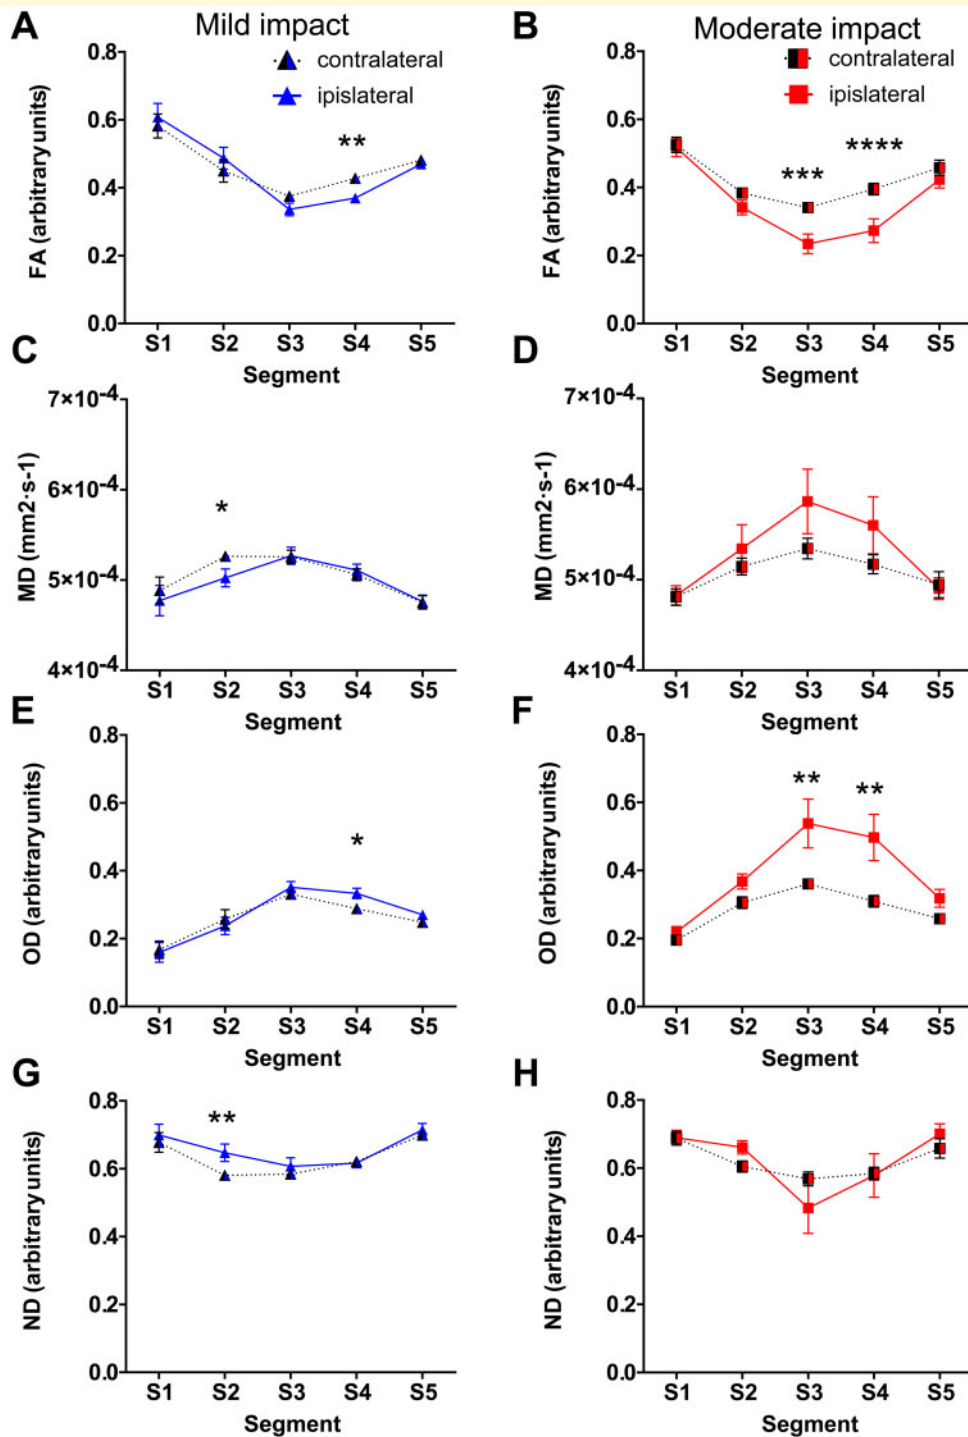 A Mild impact
contralateral
ipislateral
FA (arbitrary units)
0.8
0.6
**
0.4
0.2
0.0
S1 S2 S3 S4 S5
Segment
B Moderate impact
contralateral
ipislateral
FA (arbitrary units)
0.8
0.6
*** ****
0.4
0.2
0.0
S1 S2 S3 S4 S5
Segment
C
MD (mm2·s-1)
7×10-4
6×10-4
*
5×10-4
4×10-4
S1 S2 S3 S4 S5
Segment
D
MD (mm2·s-1)
7×10-4
6×10-4
5×10-4
4×10-4
S1 S2 S3 S4 S5
Segment
E
OD (arbitrary units)
0.8
0.6
*
0.4
0.2
0.0
S1 S2 S3 S4 S5
Segment
F
OD (arbitrary units)
0.8
** **
0.6
0.4
0.2
0.0
S1 S2 S3 S4 S5
Segment
G
ND (arbitrary units)
0.8
**
0.6
0.4
0.2
0.0
S1 S2 S3 S4 S5
Segment
H
ND (arbitrary units)
0.8
0.6
0.4
0.2
0.0
S1 S2 S3 S4 S5
Segment